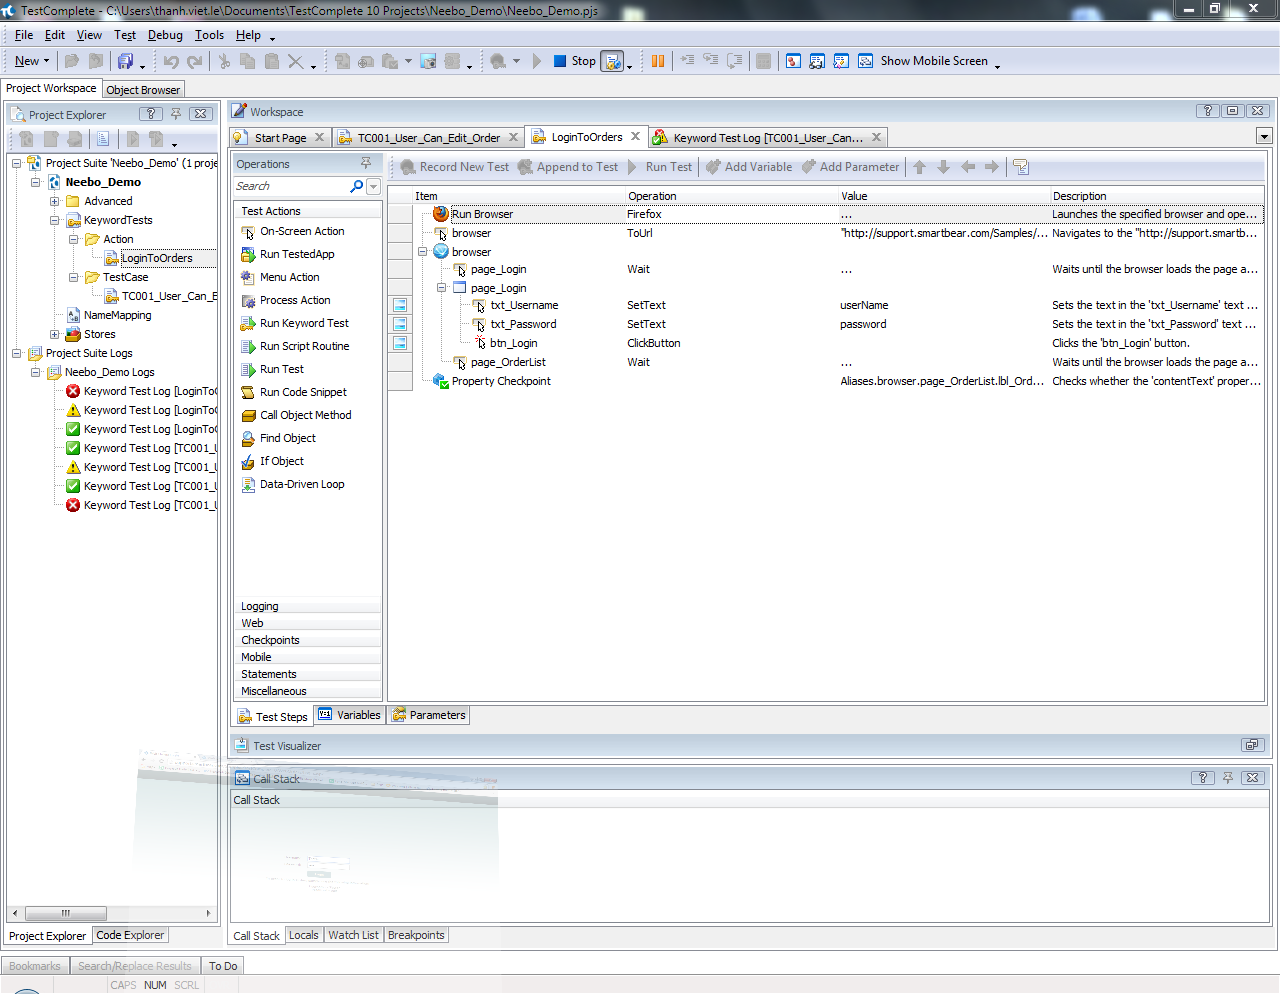 TestComplete - C:\Users\thanh.viet.le\Documents\TestComplete 10 Projects\Neebo_Demo\Neebo_Demo.pjs
File Edit View Test Debug Tools Help
New Stop Show Mobile Screen
Project Workspace Object Browser
Project Explorer
Project Suite 'Neebo_Demo' (1 proje
Neebo_Demo
Advanced
KeywordTests
Action
LoginToOrders
TestCase
TC001_User_Can_E
NameMapping
Stores
Project Suite Logs
Neebo_Demo Logs
Keyword Test Log [LoginToO
Keyword Test Log [LoginToO
Keyword Test Log [LoginToO
Keyword Test Log [TC001_U
Keyword Test Log [TC001_U
Keyword Test Log [TC001_U
Keyword Test Log [TC001_U
Project Explorer Code Explorer
Workspace
Start Page TC001_User_Can_Edit_Order LoginToOrders Keyword Test Log [TC001_User_Can...
Operations
Search
Test Actions
On-Screen Action
Run TestedApp
Menu Action
Process Action
Run Keyword Test
Run Script Routine
Run Test
Run Code Snippet
Call Object Method
Find Object
If Object
Data-Driven Loop
Logging
Web
Checkpoints
Mobile
Statements
Miscellaneous
Record New Test Append to Test Run Test Add Variable Add Parameter
Item Operation Value Description
Run Browser Firefox ... Launches the specified browser and ope...
browser ToUrl "http://support.smartbear.com/Samples/... Navigates to the "http://support.smartb...
browser
page_Login Wait ... Waits until the browser loads the page a...
page_Login
txt_Username SetText userName Sets the text in the 'txt_Username' text ...
txt_Password SetText password Sets the text in the 'txt_Password' text ...
btn_Login ClickButton Clicks the 'btn_Login' button.
page_OrderList Wait ... Waits until the browser loads the page a...
Property Checkpoint Aliases.browser.page_OrderList.lbl_Ord... Checks whether the 'contentText' proper...
Test Steps Variables Parameters
Test Visualizer
Call Stack
Call Stack
Call Stack Locals Watch List Breakpoints
Bookmarks Search/Replace Results To Do
CAPS NUM SCRL